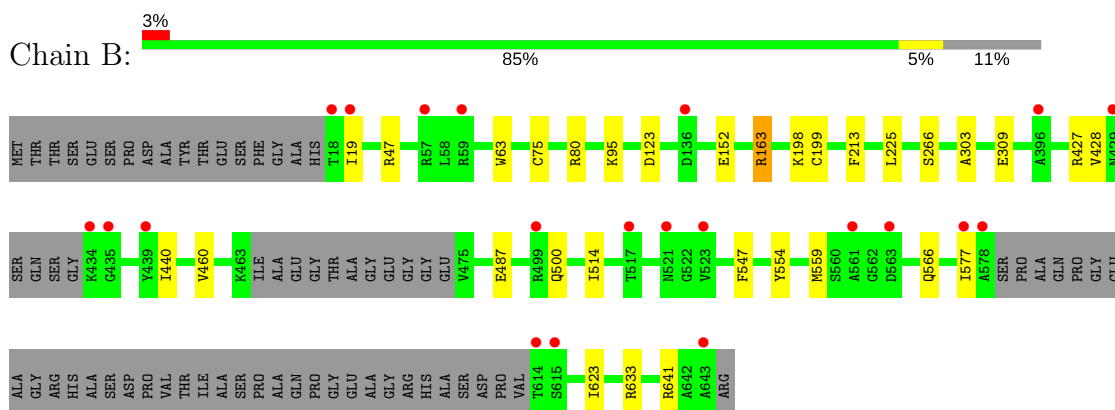 3%
Chain B:
85% 5% 11%
MET THR THR SER GLU SER PRO ASP ALA TYR THR GLU SER PHE GLY ALA HIS T18 I19 R47 R57 L58 R59 W63 C75 R80 K95 D123 D136 E152 R163 K198 C199 F213 L225 S266 A303 E309 A396 R427 V428 N429
SER GLN SER GLY K434 G435 Y439 I440 V460 K463 ILE ALA GLU GLY THR ALA GLY GLU GLY GLY GLU V475 E487 R499 Q500 I514 T517 N521 G522 V523 F547 Y554 M559 S560 A561 G562 D563 Q566 I577 A578 SER PRO ALA GLN PRO GLY GLU
ALA GLY ARG HIS ALA SER ASP PRO VAL THR ILE ALA SER PRO ALA GLN PRO GLY GLU ALA GLY ARG HIS ALA SER ASP PRO VAL T614 S615 I623 R633 R641 A642 A643 ARG